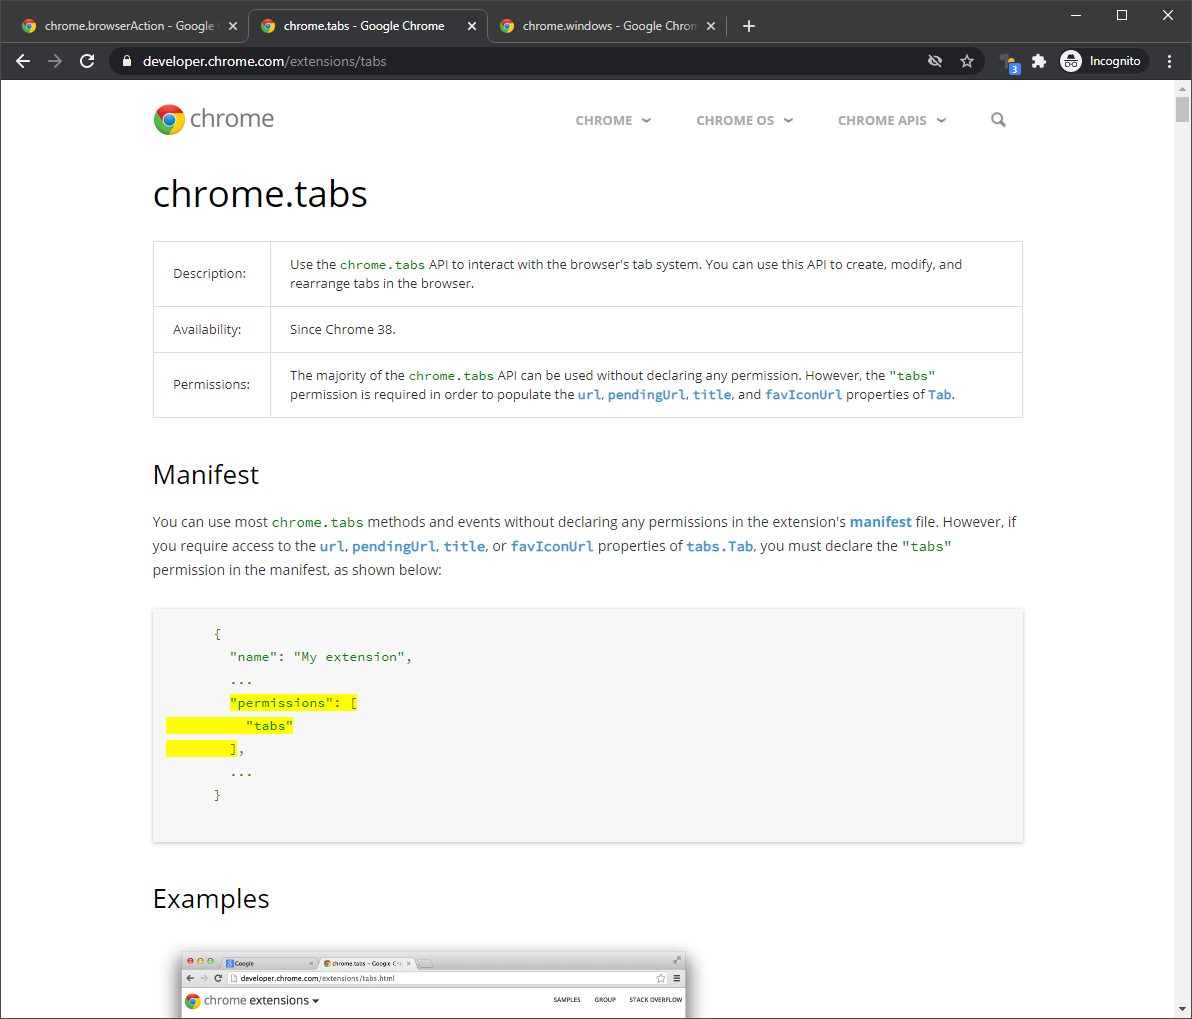 chrome.browserAction - Google
chrome.tabs - Google Chrome
chrome.windows - Google Chrom
developer.chrome.com/extensions/tabs
3
Incognito
chrome
CHROME
CHROME OS
CHROME APIS
chrome.tabs
Description:
Use the chrome.tabs API to interact with the browser's tab system. You can use this API to create, modify, and
rearrange tabs in the browser.
Availability:
Since Chrome 38.
Permissions:
The majority of the chrome.tabs API can be used without declaring any permission. However, the "tabs"
permission is required in order to populate the url, pendingUrl, title, and favIconUrl properties of Tab.
Manifest
You can use most chrome.tabs methods and events without declaring any permissions in the extension's manifest file. However, if
you require access to the url, pendingUrl, title, or favIconUrl properties of tabs.Tab, you must declare the "tabs"
permission in the manifest, as shown below:
{
"name": "My extension",
...
"permissions": [
"tabs"
],
...
}
Examples
Google
chrome.tabs - Google Chr
developer.chrome.com/extensions/tabs.html
chrome extensions
SAMPLES
GROUP
STACK OVERFLOW